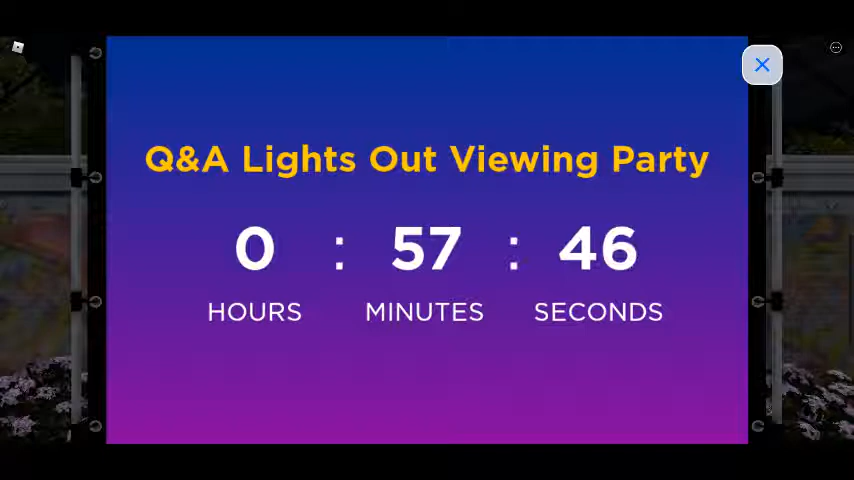 Q&A Lights Out Viewing Party
0 : 57 : 46
HOURS MINUTES SECONDS